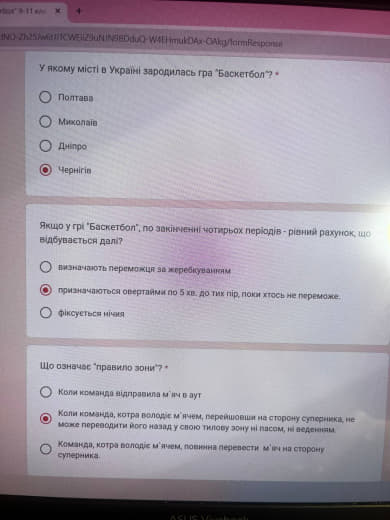 9-11 кл
formResponse
У якому місті в Україні зародилась гра "Баскетбол"? *
Полтава
Миколаїв
Дніпро
Чернігів
Якщо у грі "Баскетбол", по закінченні чотирьох періодів - рівний рахунок, що
відбувається далі?
визначають переможця за жеребкуванням
призначаються овертайми по 5 хв. до тих пір, поки хтось не переможе.
фіксується нічия
Що означає "правило зони"? *
Коли команда відправила м`яч в аут
Коли команда, котра володіє м`ячем, перейшовши на сторону суперника, не
може переводити його назад у свою тилову зону ні пасом, ні веденням.
Команда, котра володіє м`ячем, повинна перевести м`яч на сторону
суперника.